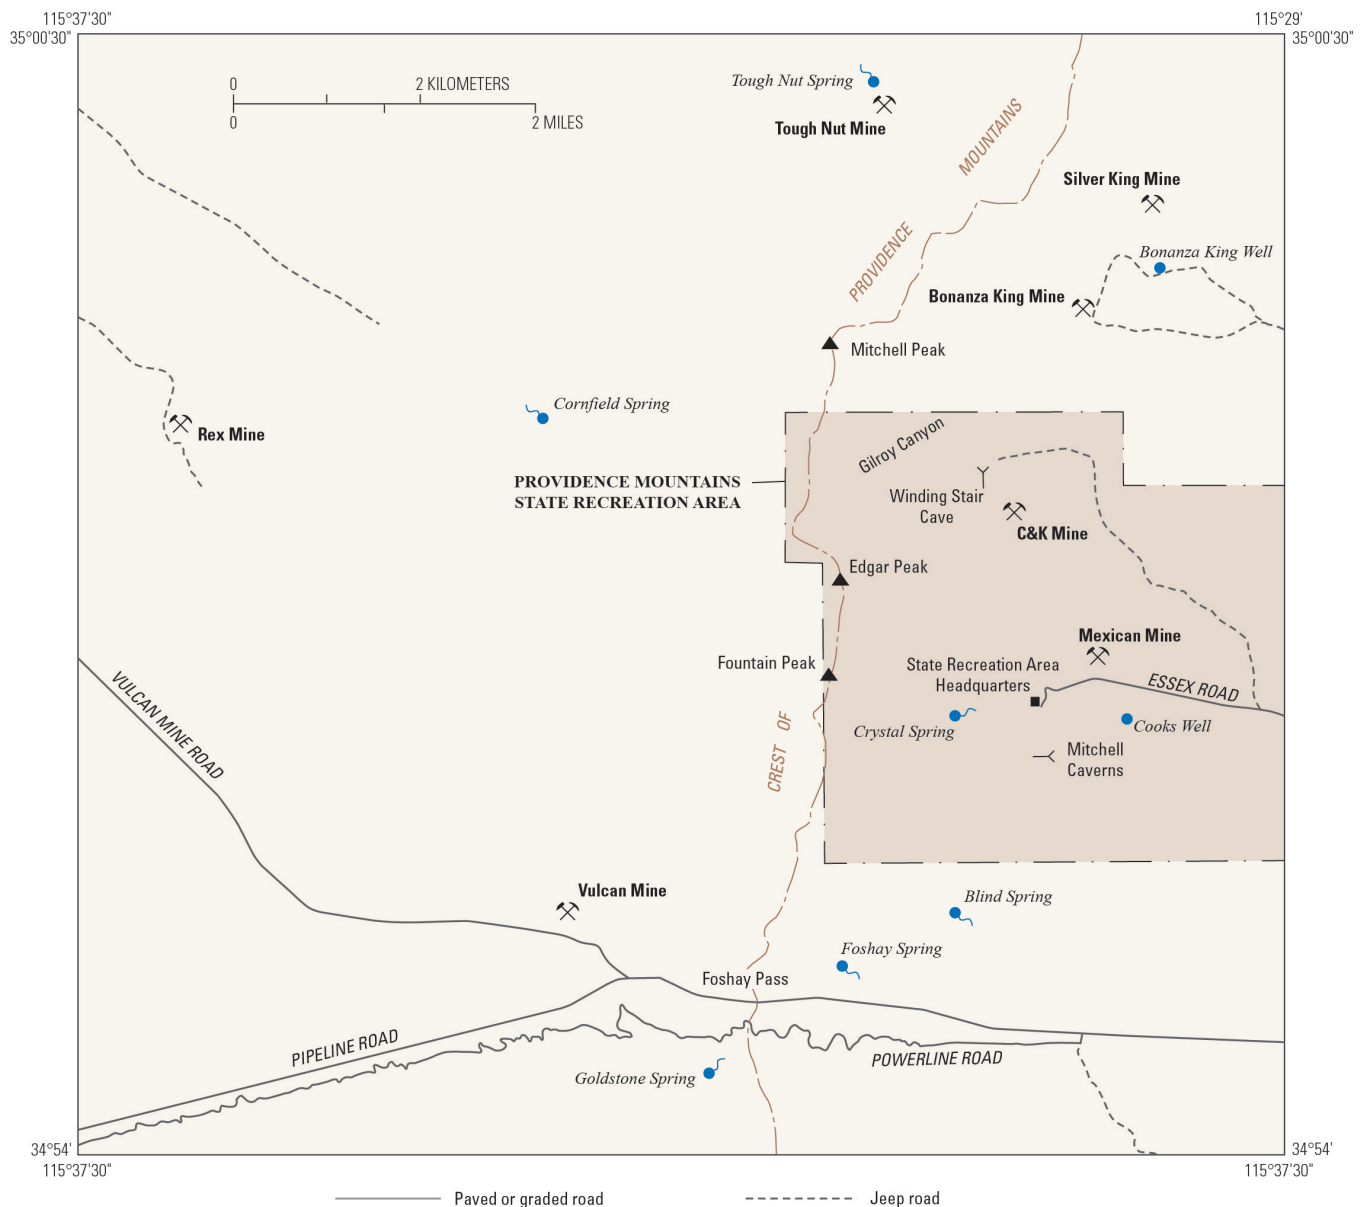 115°37'30"
115°29'
35°00'30"
35°00'30"
0
2 KILOMETERS
0
2 MILES
Tough Nut Spring
Tough Nut Mine
MOUNTAINS
Silver King Mine
PROVIDENCE
Bonanza King Well
Bonanza King Mine
Mitchell Peak
Cornfield Spring
Rex Mine
Gilroy Canyon
PROVIDENCE MOUNTAINS
STATE RECREATION AREA
Winding Stair
Cave
C&K Mine
Edgar Peak
Mexican Mine
Fountain Peak
State Recreation Area
Headquarters
ESSEX ROAD
VULCAN MINE ROAD
CREST OF
Crystal Spring
Cooks Well
Mitchell
Caverns
Vulcan Mine
Blind Spring
Foshay Spring
Foshay Pass
PIPELINE ROAD
POWERLINE ROAD
Goldstone Spring
34°54'
34°54'
115°37'30"
115°37'30"
Paved or graded road
Jeep road